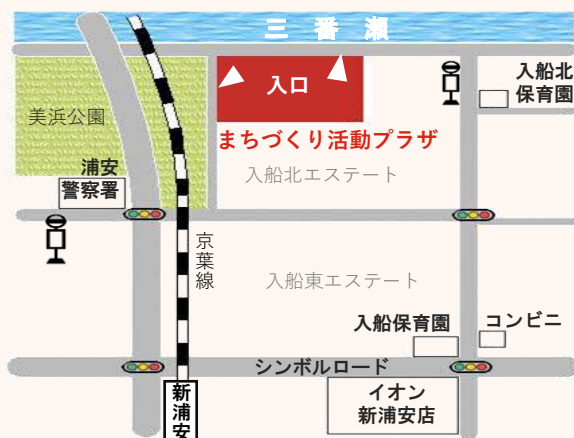 三番瀬
入口
入船北
保育園
美浜公園
まちづくり活動プラザ
浦安
警察署
入船北エステート
京葉線
入船東エステート
入船保育園
コンビニ
シンボルロード
新浦安
イオン
新浦安店